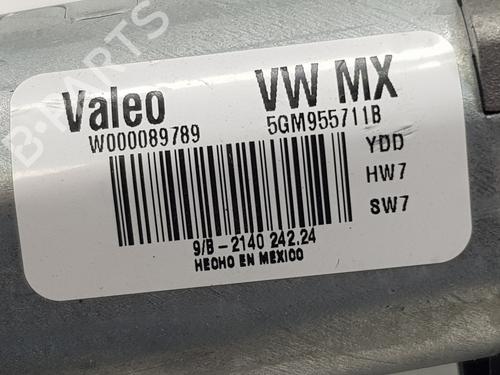 Valeo VW MX
W000089789 5GM955711B
YDD
HW7
SW7
9/B-2140 242.24
HECHO EN MEXICO
B-PARTS